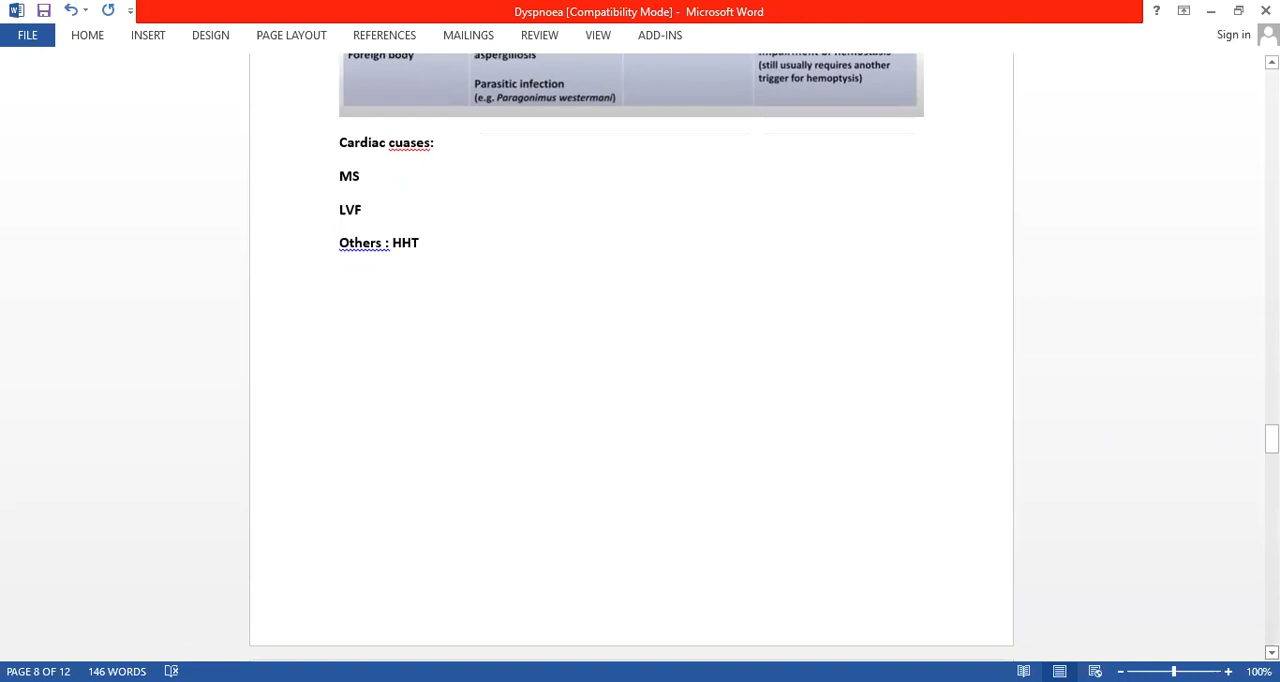 Dyspnoea [Compatibility Mode] - Microsoft Word
?
FILE HOME INSERT DESIGN PAGE LAYOUT REFERENCES MAILINGS REVIEW VIEW ADD-INS Sign in
Foreign body
aspergillosis
Parasitic infection
(e.g. Paragonimus westermani)
(still usually requires another
trigger for hemoptysis)
Cardiac cuases:
MS
LVF
Others : HHT
PAGE 8 OF 12 146 WORDS 100%